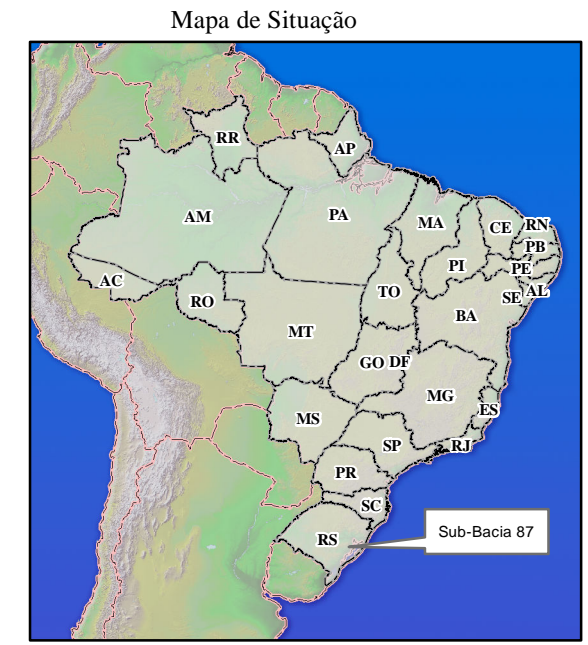 Mapa de Situação
RR
AP
AM
PA
MA
CE
RN
PB
PI
PE
AC
TO
AL
RO
SE
BA
MT
GO
DF
MG
MS
ES
SP
RJ
PR
SC
Sub-Bacia 87
RS